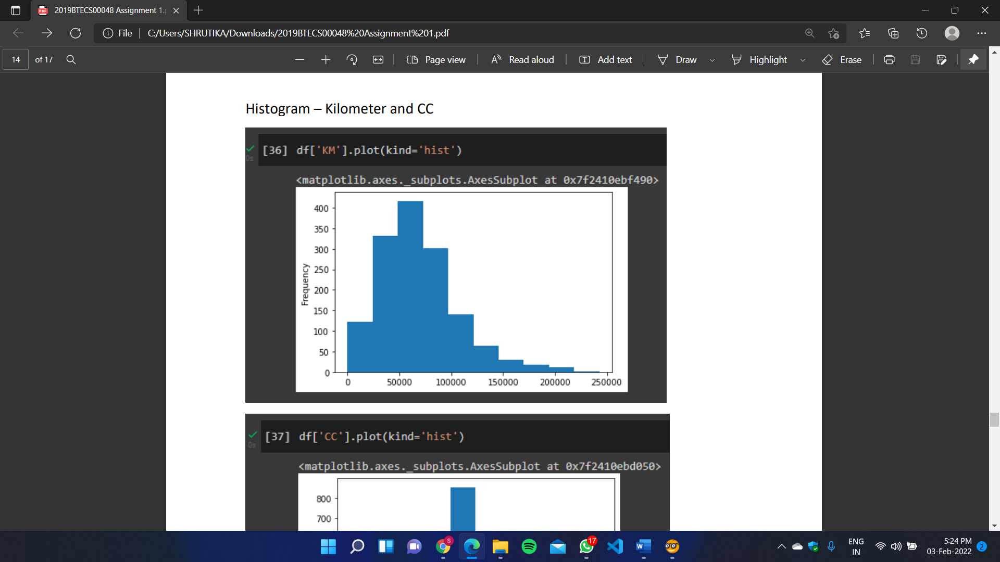 2019BTECS00048 Assignment 1.p
File
C:/Users/SHRUTIKA/Downloads/2019BTECS00048%20Assignment%201.pdf
14 of 17
Page view
Read aloud
Add text
Draw
Highlight
Erase
Histogram – Kilometer and CC
[36] df['KM'].plot(kind='hist')
0s
<matplotlib.axes._subplots.AxesSubplot at 0x7f2410ebf490>
400
350
300
250
200
150
100
50
0
Frequency
0 50000 100000 150000 200000 250000
[37] df['CC'].plot(kind='hist')
0s
<matplotlib.axes._subplots.AxesSubplot at 0x7f2410ebd050>
800
700
S
17
ENG
IN
5:24 PM
03-Feb-2022
2